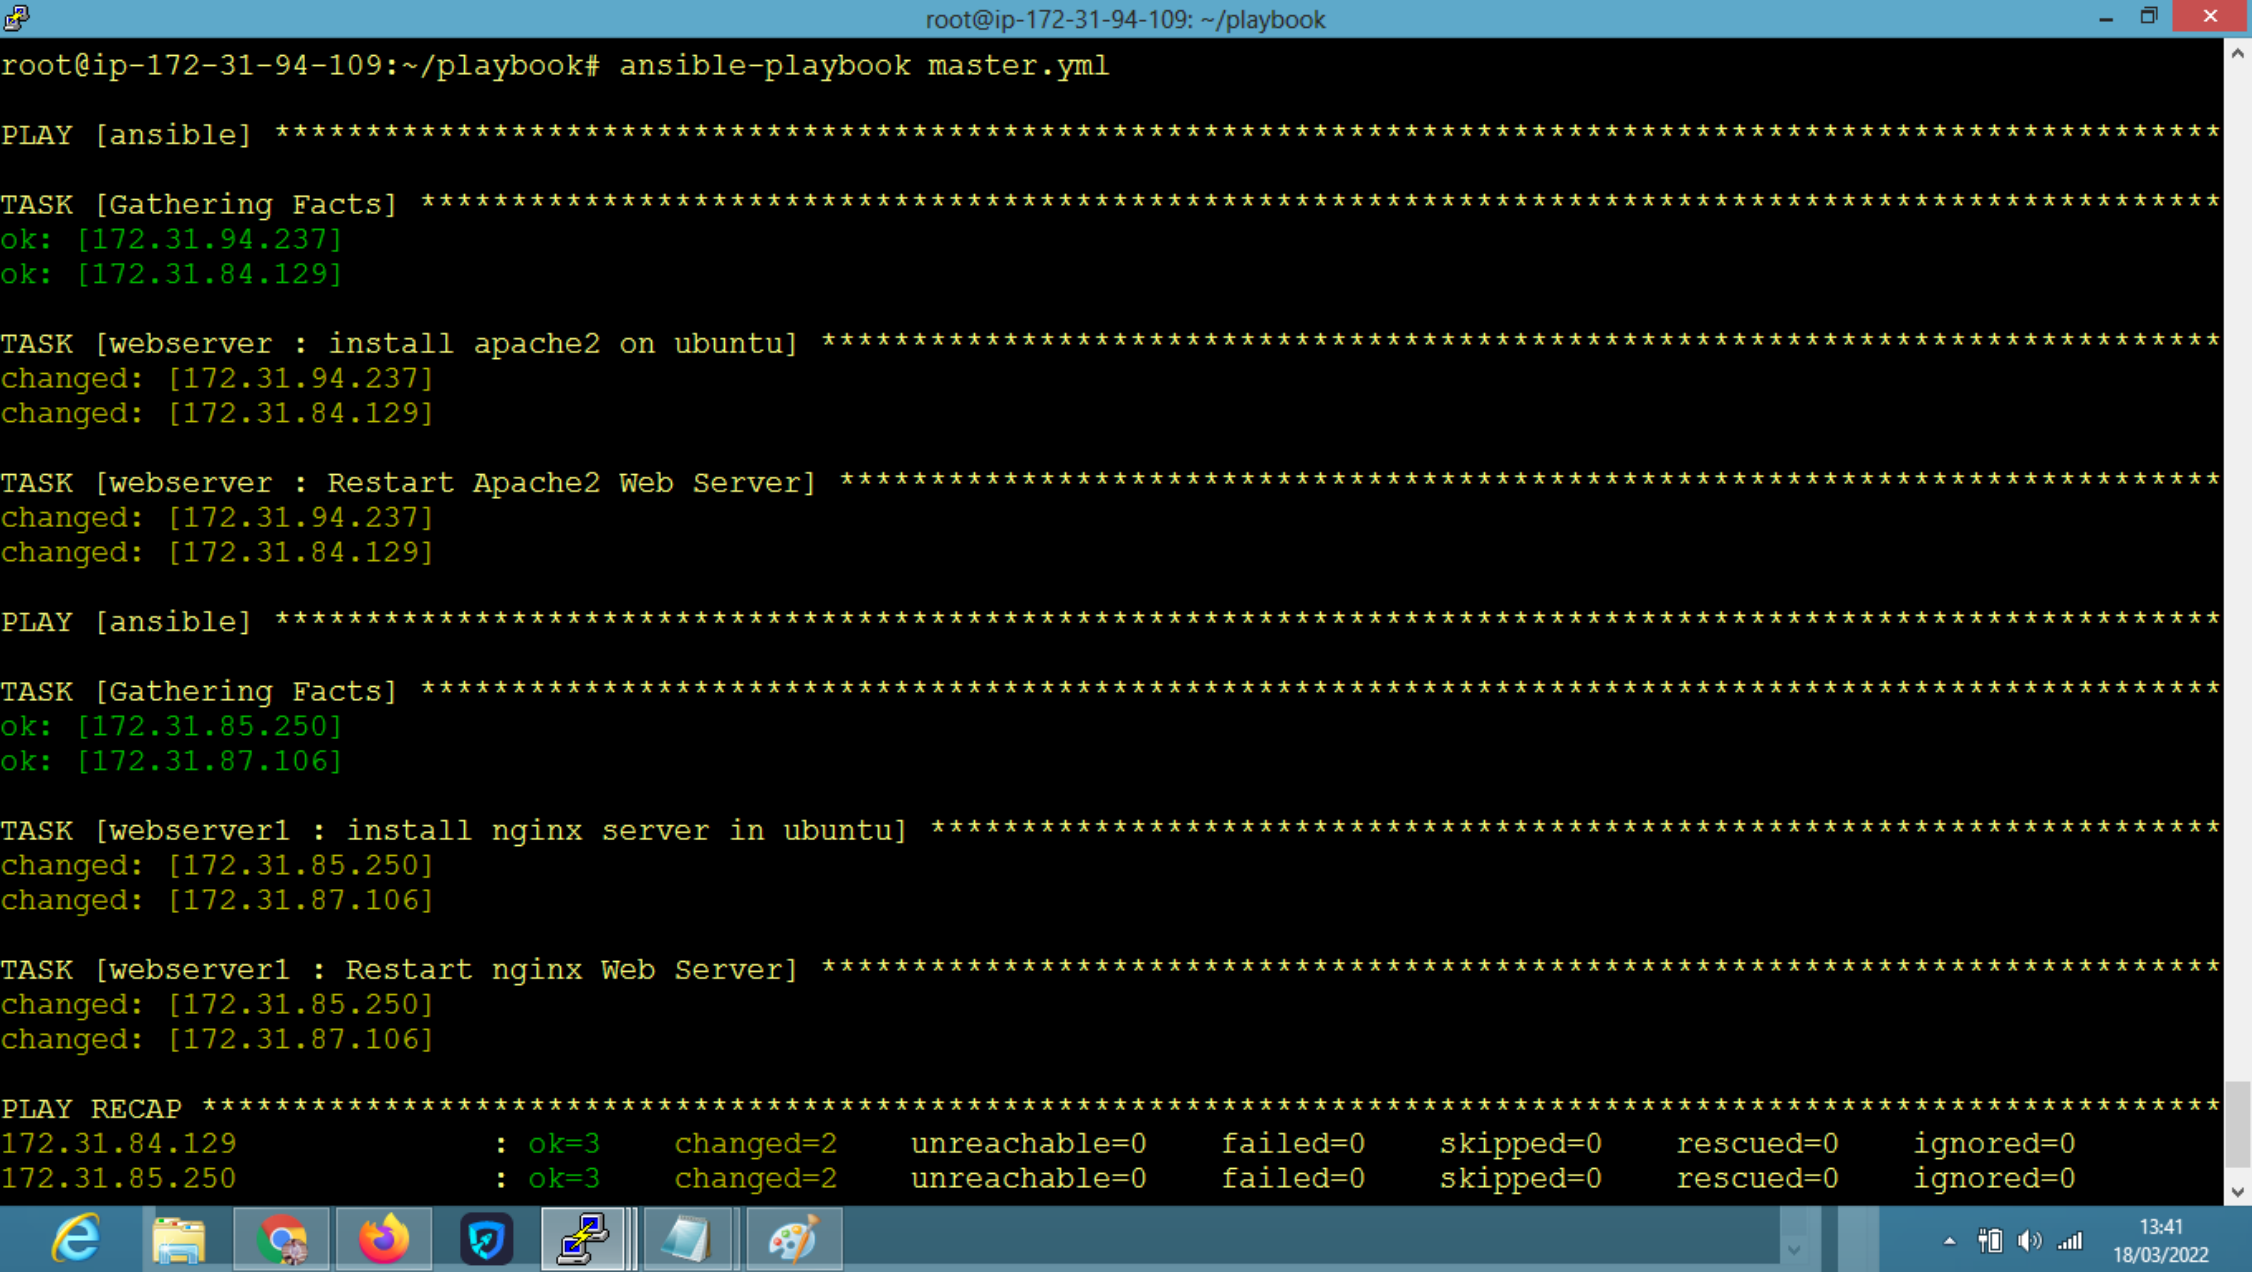 root@ip-172-31-94-109: ~/playbook
root@ip-172-31-94-109:~/playbook# ansible-playbook master.yml
PLAY [ansible] ***********************************************************************************************************
TASK [Gathering Facts] ***************************************************************************************************
ok: [172.31.94.237]
ok: [172.31.84.129]
TASK [webserver : install apache2 on ubuntu] *****************************************************************************
changed: [172.31.94.237]
changed: [172.31.84.129]
TASK [webserver : Restart Apache2 Web Server] ****************************************************************************
changed: [172.31.94.237]
changed: [172.31.84.129]
PLAY [ansible] ***********************************************************************************************************
TASK [Gathering Facts] ***************************************************************************************************
ok: [172.31.85.250]
ok: [172.31.87.106]
TASK [webserver1 : install nginx server in ubuntu] ***********************************************************************
changed: [172.31.85.250]
changed: [172.31.87.106]
TASK [webserver1 : Restart nginx Web Server] *****************************************************************************
changed: [172.31.85.250]
changed: [172.31.87.106]
PLAY RECAP ***************************************************************************************************************
172.31.84.129 : ok=3 changed=2 unreachable=0 failed=0 skipped=0 rescued=0 ignored=0
172.31.85.250 : ok=3 changed=2 unreachable=0 failed=0 skipped=0 rescued=0 ignored=0
13:41
18/03/2022